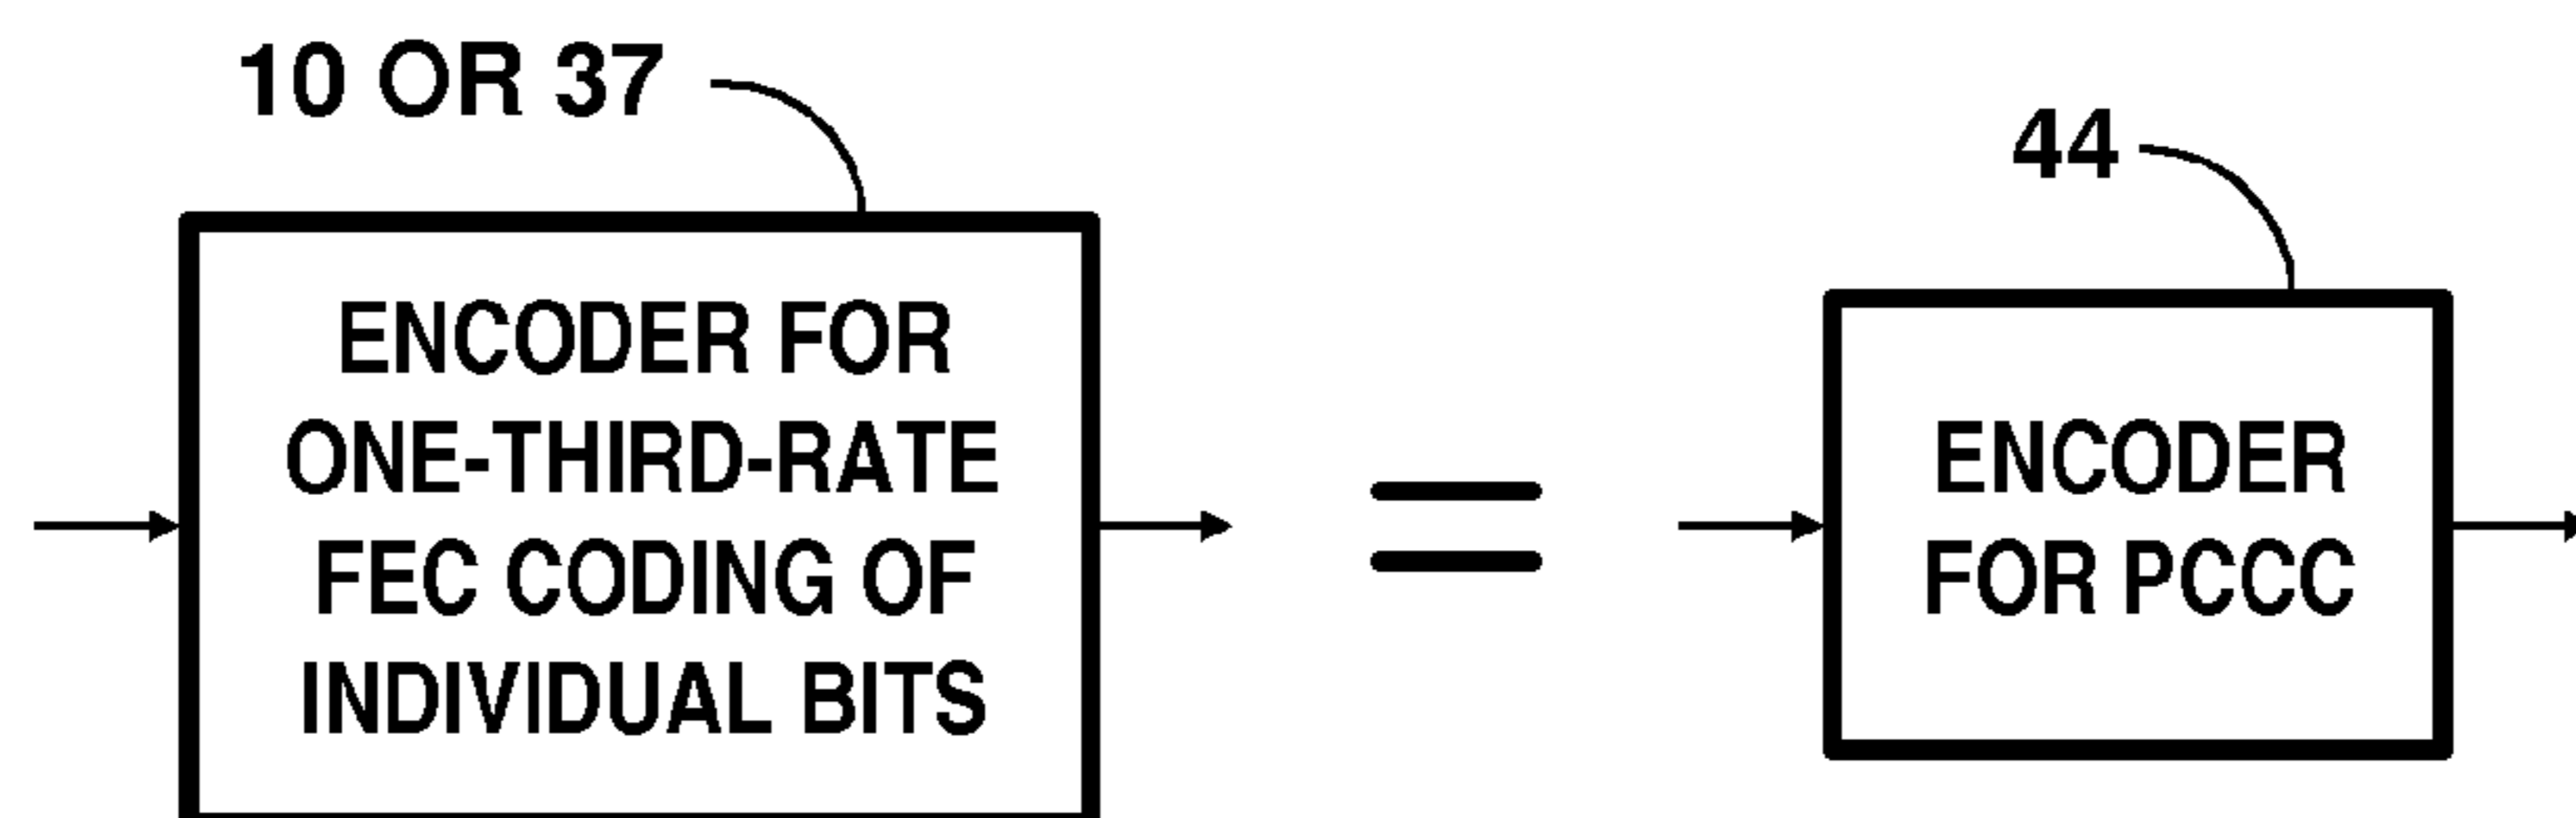 10 OR 37
ENCODER FOR
ONE-THIRD-RATE
FEC CODING OF
INDIVIDUAL BITS
=
44
ENCODER
FOR PCCC